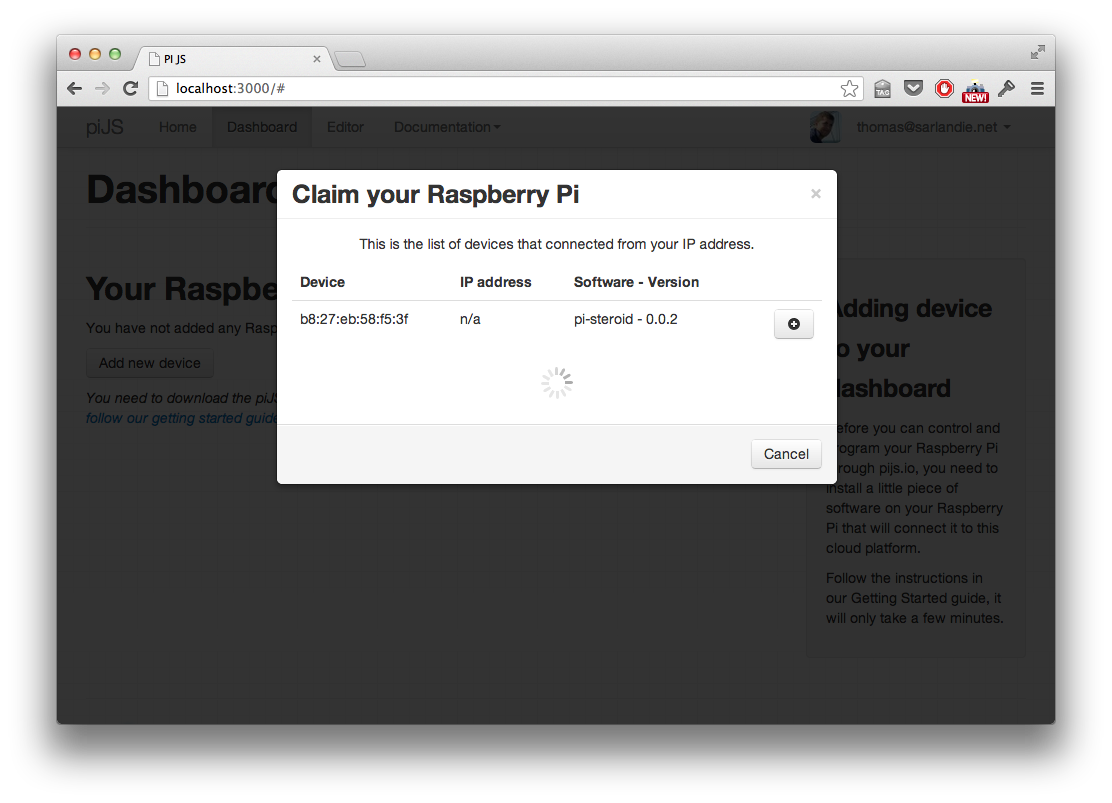 PI JS
localhost:3000/#
TAG
NEW!
piJS Home Dashboard Editor Documentation thomas@sarlandie.net
Dashboard
Claim your Raspberry Pi ×
This is the list of devices that connected from your IP address.
Device IP address Software - Version
b8:27:eb:58:f5:3f n/a pi-steroid - 0.0.2
Cancel
Your Raspbe
You have not added any Rasp
Add new device
You need to download the piJS
follow our getting started guide
Adding device
to your
dashboard
Before you can control and
program your Raspberry Pi
through pijs.io, you need to
install a little piece of
software on your Raspberry
Pi that will connect it to this
cloud platform.
Follow the instructions in
our Getting Started guide, it
will only take a few minutes.